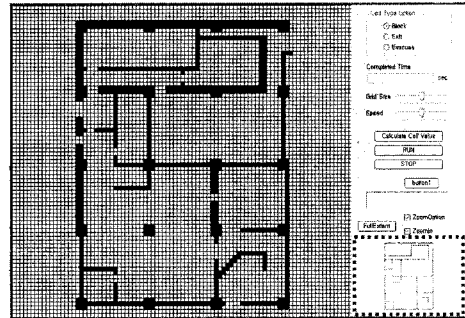 Cell Type Option
Block
Exit
Evacuee
Completed Time
sec
Grid Size
Speed
Calculate Cell Value
RUN
STOP
button1
FullExtent
ZoomOption
ZoomIn